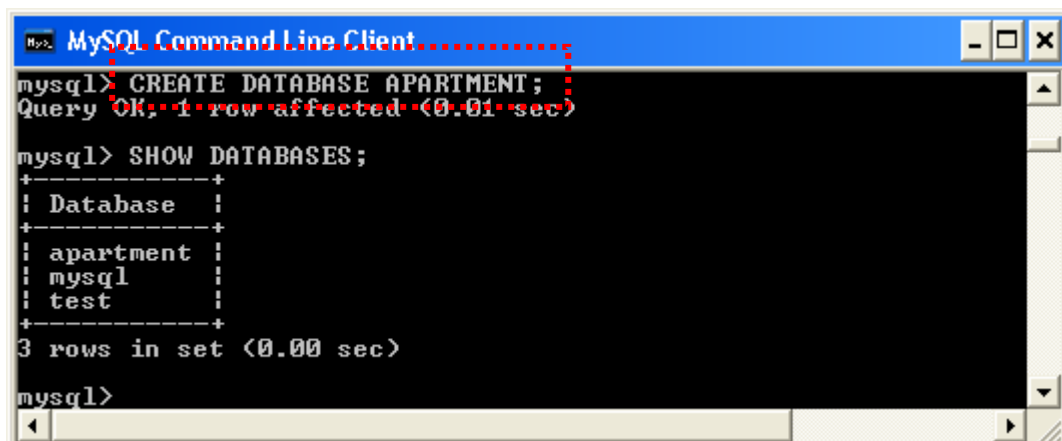 MySQL Command Line Client
mysql> CREATE DATABASE APARTMENT;
Query OK, 1 row affected (0.01 sec)
mysql> SHOW DATABASES;
+-----------+
| Database  |
+-----------+
| apartment |
| mysql     |
| test      |
+-----------+
3 rows in set (0.00 sec)
mysql>